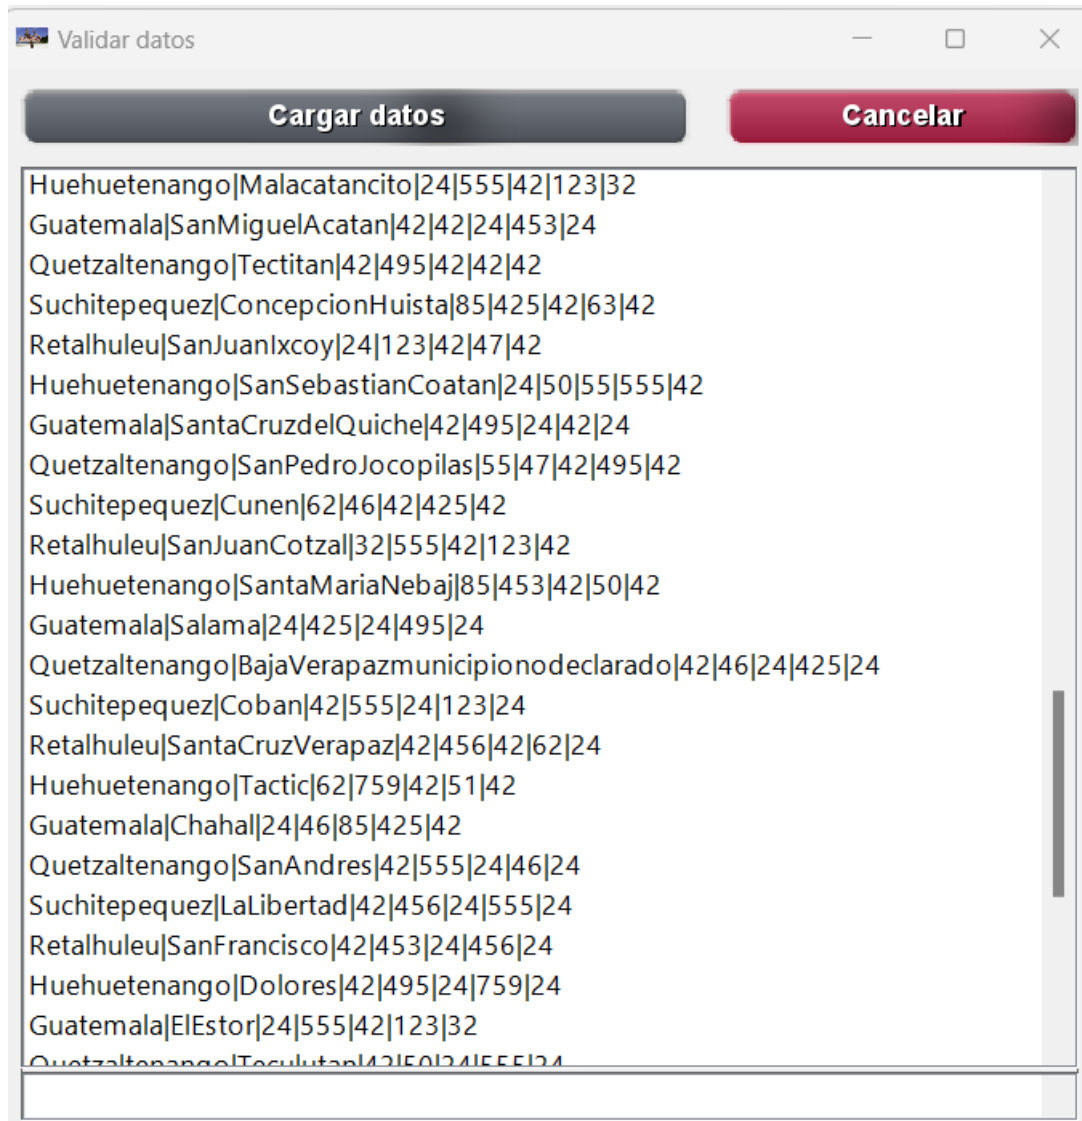 Validar datos
Cargar datos
Cancelar
Huehuetenango|Malacatancito|24|555|42|123|32
Guatemala|SanMiguelAcatan|42|42|24|453|24
Quetzaltenango|Tectitan|42|495|42|42|42
Suchitepequez|ConcepcionHuista|85|425|42|63|42
Retalhuleu|SanJuanIxcoy|24|123|42|47|42
Huehuetenango|SanSebastianCoatan|24|50|55|555|42
Guatemala|SantaCruzdelQuiche|42|495|24|42|24
Quetzaltenango|SanPedroJocopilas|55|47|42|495|42
Suchitepequez|Cunen|62|46|42|425|42
Retalhuleu|SanJuanCotzal|32|555|42|123|42
Huehuetenango|SantaMariaNebaj|85|453|42|50|42
Guatemala|Salama|24|425|24|495|24
Quetzaltenango|BajaVerapazmunicipionodeclarado|42|46|24|425|24
Suchitepequez|Coban|42|555|24|123|24
Retalhuleu|SantaCruzVerapaz|42|456|42|62|24
Huehuetenango|Tactic|62|759|42|51|42
Guatemala|Chahal|24|46|85|425|42
Quetzaltenango|SanAndres|42|555|24|46|24
Suchitepequez|LaLibertad|42|456|24|555|24
Retalhuleu|SanFrancisco|42|453|24|456|24
Huehuetenango|Dolores|42|495|24|759|24
Guatemala|ElEstor|24|555|42|123|32
Quetzaltenango|Teculutan|42|50|24|555|24